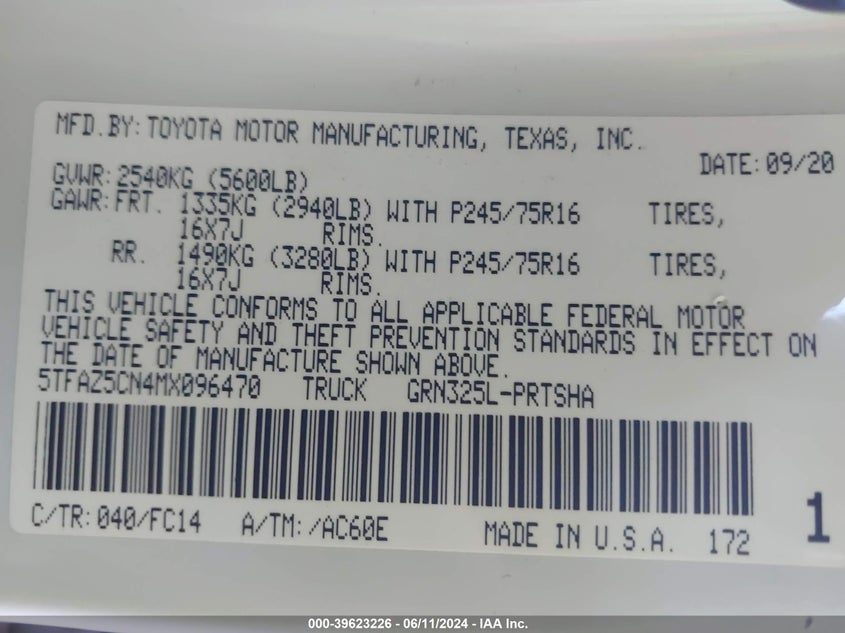 MFD.BY:TOYOTA MOTOR MANUFACTURING, TEXAS, INC.
DATE:09/20
GVWR:2540KG (5600LB)
GAWR:FRT. 1335KG (2940LB) WITH P245/75R16 TIRES,
16X7J RIMS.
RR. 1490KG (3280LB) WITH P245/75R16 TIRES,
16X7J RIMS.
THIS VEHICLE CONFORMS TO ALL APPLICABLE FEDERAL MOTOR
VEHICLE SAFETY AND THEFT PREVENTION STANDARDS IN EFFECT ON
THE DATE OF MANUFACTURE SHOWN ABOVE.
5TFAZ5CN4MX096470 TRUCK GRN325L-PRTSHA
C/TR:040/FC14 A/TM:/AC60E MADE IN U.S.A. 172 1
000-39623226 - 06/11/2024 - IAA Inc.